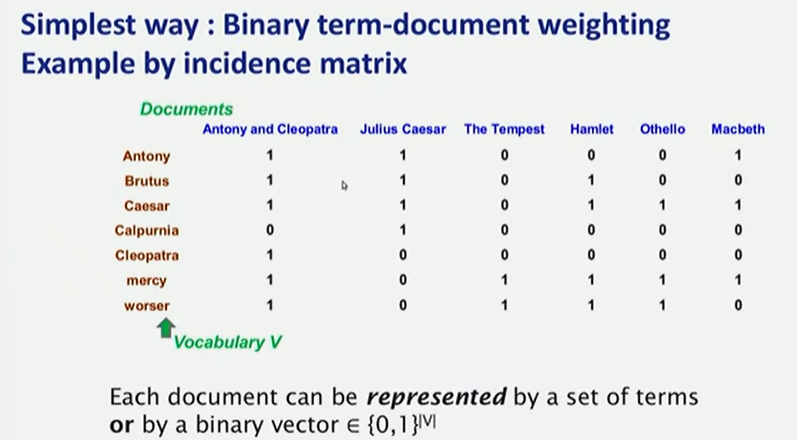 Simplest way : Binary term-document weighting
Example by incidence matrix
Documents
Antony and Cleopatra Julius Caesar The Tempest Hamlet Othello Macbeth
Antony 1 1 0 0 0 1
Brutus 1 1 0 1 0 0
Caesar 1 1 0 1 1 1
Calpurnia 0 1 0 0 0 0
Cleopatra 1 0 0 0 0 0
mercy 1 0 1 1 1 1
worser 1 0 1 1 1 0
Vocabulary V
Each document can be represented by a set of terms
or by a binary vector ∈ {0,1}|V|